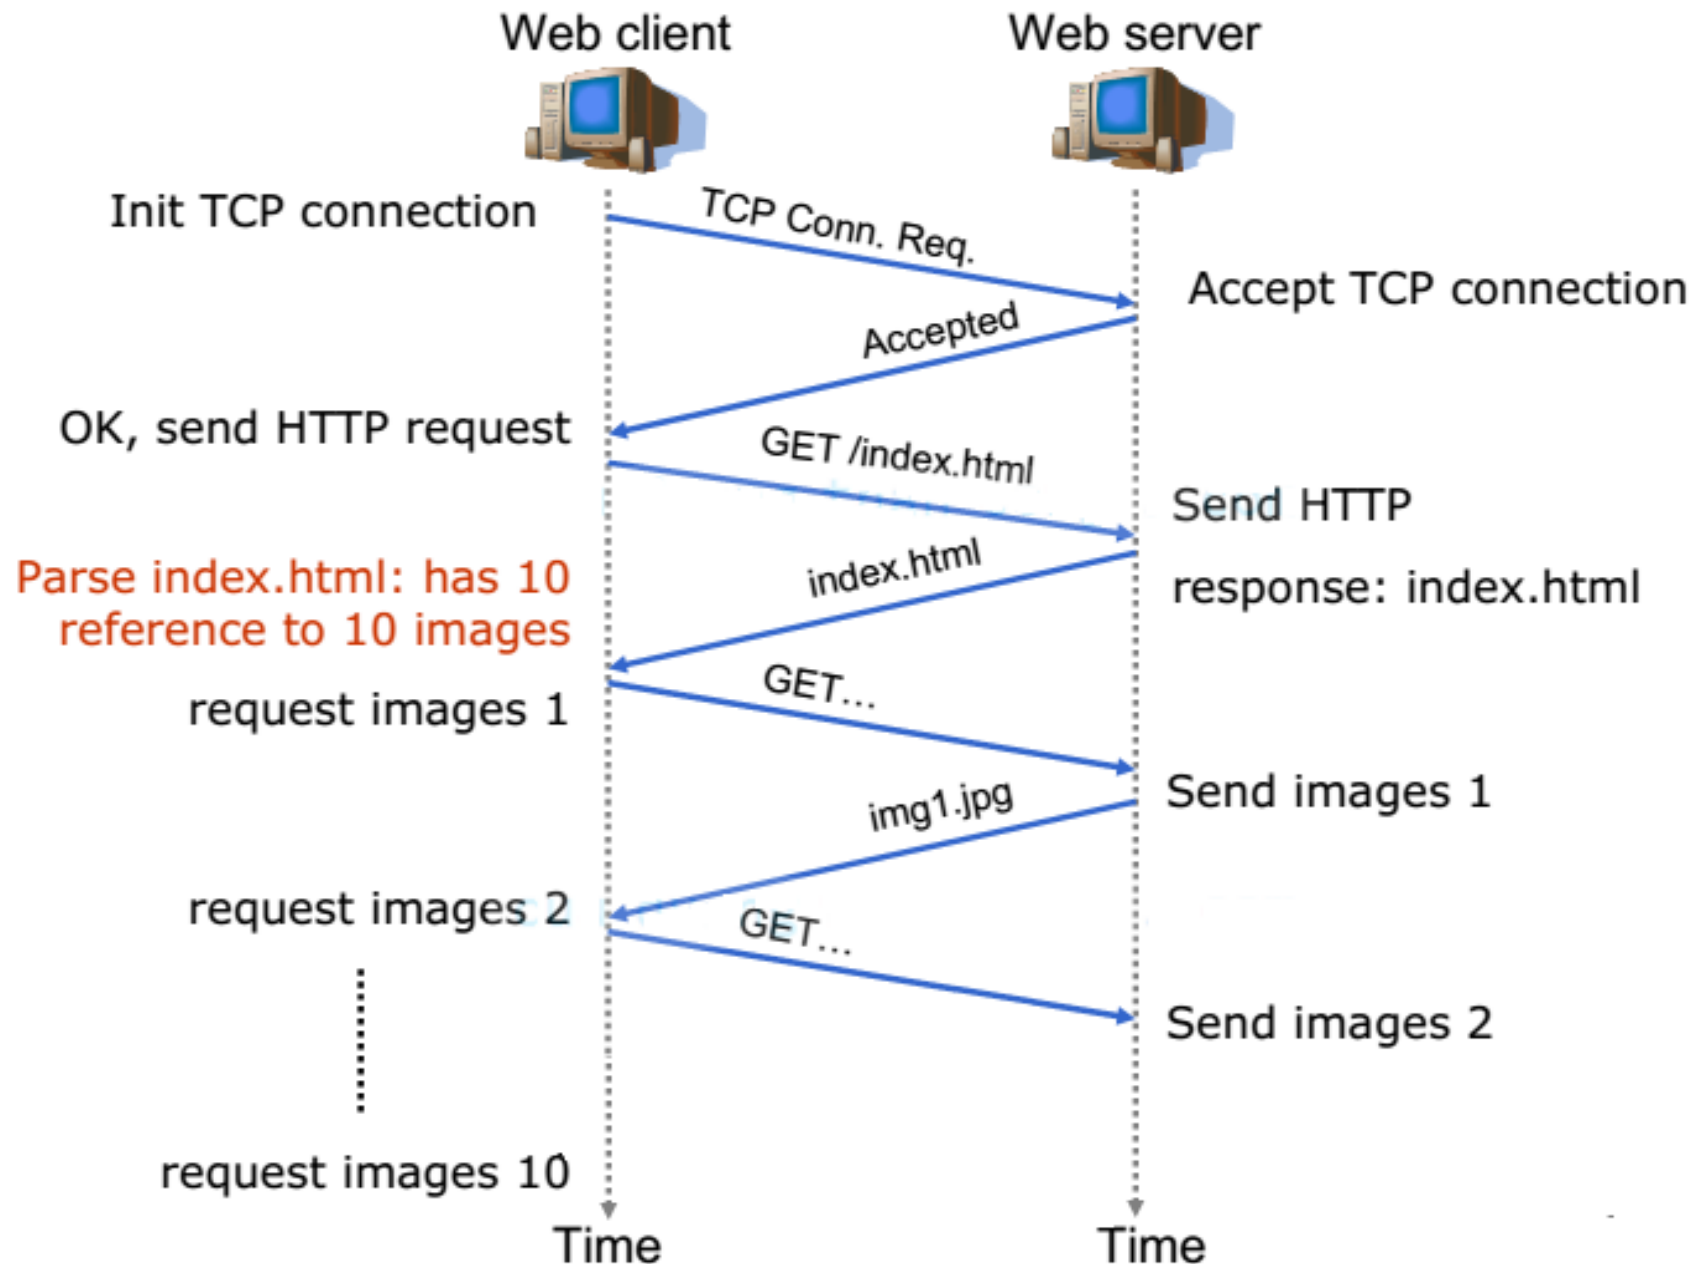 Web client
Web server
Init TCP connection
TCP Conn. Req.
Accept TCP connection
Accepted
OK, send HTTP request
GET /index.html
Send HTTP
response: index.html
index.html
Parse index.html: has 10
reference to 10 images
request images 1
GET...
Send images 1
img1.jpg
request images 2
GET...
Send images 2
request images 10
Time
Time